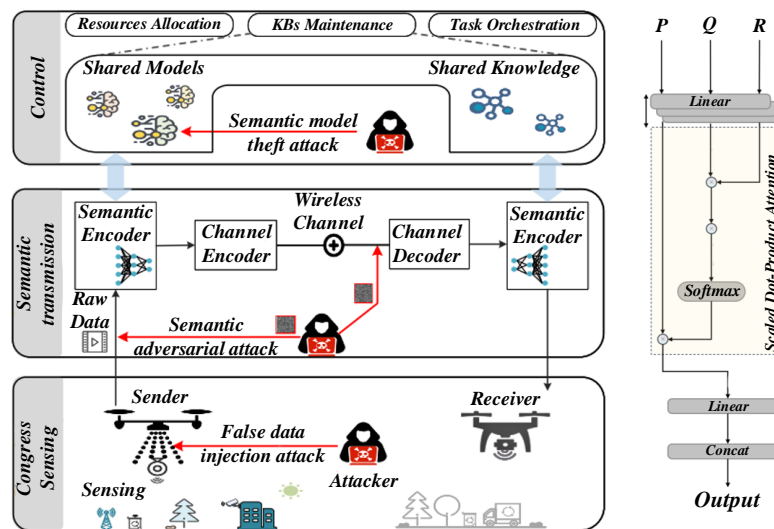 Resources Allocation
KBs Maintenance
Task Orchestration
Control
Shared Models
Shared Knowledge
Semantic model
theft attack
Semantic
transmission
Semantic
Encoder
Channel
Encoder
Wireless
Channel
Channel
Decoder
Semantic
Encoder
Raw
Data
Semantic
adversarial attack
Congress
Sensing
Sender
Receiver
False data
injection attack
Attacker
Sensing
P Q R
Linear
Scaled Dot-Product Attention
Softmax
Linear
Concat
Output